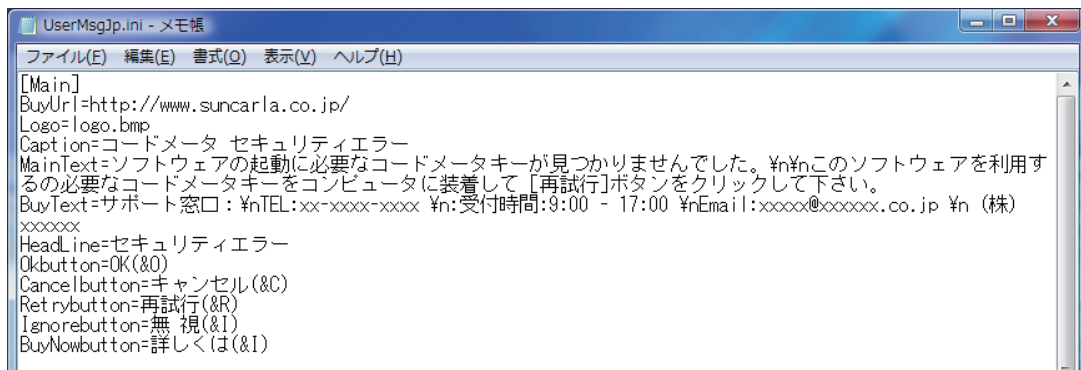 UserMsgJp.ini - メモ帳
ファイル(F) 編集(E) 書式(O) 表示(V) ヘルプ(H)
[Main]
BuyUrl=http://www.suncarla.co.jp/
Logo=logo.bmp
Caption=コードメータ セキュリティエラー
MainText=ソフトウェアの起動に必要なコードメータキーが見つかりませんでした。¥n¥nこのソフトウェアを利用す
るの必要なコードメータキーをコンピュータに装着して [再試行]ボタンをクリックして下さい。
BuyText=サポート窓口：¥nTEL:xx-xxxx-xxxx ¥n:受付時間:9:00 - 17:00 ¥nEmail:xxxxx@xxxxxx.co.jp ¥n (株)
xxxxxx
HeadLine=セキュリティエラー
Okbutton=OK(&O)
Cancelbutton=キャンセル(&C)
Retrybutton=再試行(&R)
Ignorebutton=無 視(&I)
BuyNowbutton=詳しくは(&I)